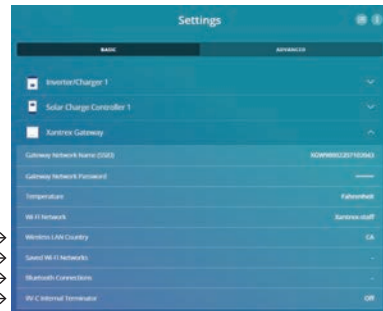 Settings
BASIC ADVANCED
Inverter/Charger 1
Solar Charge Controller 1
Xantrex Gateway
Gateway Network Name (SSID)
Gateway Network Password
Temperature Fahrenheit
Wi Fi Network Xantrex-staff
Wireless LAN Country CA
Saved Wi Fi Networks -
Bluetooth Connections -
RV-C Internal Terminator Off